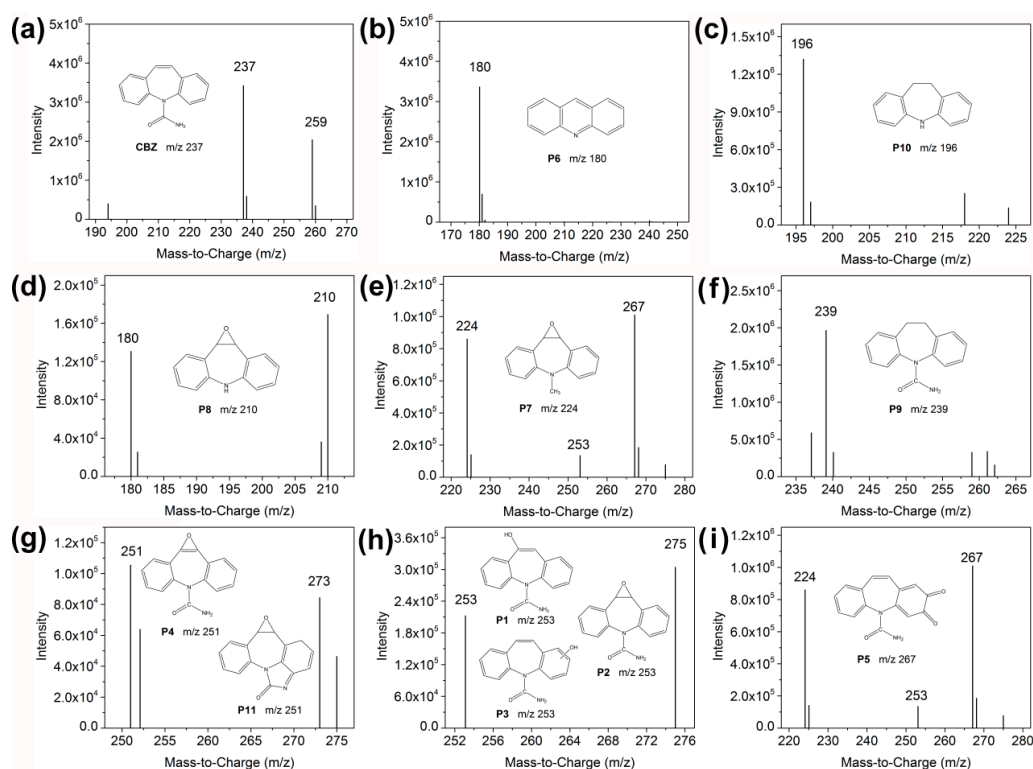 (a)
5x10⁶
4x10⁶
3x10⁶
2x10⁶
1x10⁶
0
Intensity
237
259
O
C
N
NH₂
CBZ m/z 237
190 200 210 220 230 240 250 260 270
Mass-to-Charge (m/z)
(b)
6x10⁶
5x10⁶
4x10⁶
3x10⁶
2x10⁶
1x10⁶
0
Intensity
180
N
P6 m/z 180
170 180 190 200 210 220 230 240 250
Mass-to-Charge (m/z)
(c)
1.5x10⁶
1.2x10⁶
9.0x10⁵
6.0x10⁵
3.0x10⁵
0.0
Intensity
196
N
H
P10 m/z 196
195 200 205 210 215 220 225
Mass-to-Charge (m/z)
(d)
2.0x10⁵
1.6x10⁵
1.2x10⁵
8.0x10⁴
4.0x10⁴
0.0
Intensity
180
210
O
NH
P8 m/z 210
180 185 190 195 200 205 210
Mass-to-Charge (m/z)
(e)
1.2x10⁶
1.0x10⁶
8.0x10⁵
6.0x10⁵
4.0x10⁵
2.0x10⁵
0.0
Intensity
224
253
267
O
N
CH₃
P7 m/z 224
220 230 240 250 260 270 280
Mass-to-Charge (m/z)
(f)
2.5x10⁶
2.0x10⁶
1.5x10⁶
1.0x10⁶
5.0x10⁵
0.0
Intensity
239
N
O
C
NH₂
P9 m/z 239
235 240 245 250 255 260 265
Mass-to-Charge (m/z)
(g)
1.2x10⁵
1.0x10⁵
8.0x10⁴
6.0x10⁴
4.0x10⁴
2.0x10⁴
0.0
Intensity
251
273
O
N
O
C
NH₂
P4 m/z 251
O
N
O
N
P11 m/z 251
250 255 260 265 270 275
Mass-to-Charge (m/z)
(h)
3.6x10⁵
3.0x10⁵
2.4x10⁵
1.8x10⁵
1.2x10⁵
6.0x10⁴
0.0
Intensity
253
275
HO
N
O
C
NH₂
P1 m/z 253
O
N
O
C
NH₂
P2 m/z 253
OH
N
O
C
NH₂
P3 m/z 253
252 256 260 264 268 272 276
Mass-to-Charge (m/z)
(i)
1.2x10⁶
1.0x10⁶
8.0x10⁵
6.0x10⁵
4.0x10⁵
2.0x10⁵
0.0
Intensity
224
253
267
O
O
N
O
C
NH₂
P5 m/z 267
220 230 240 250 260 270 280
Mass-to-Charge (m/z)